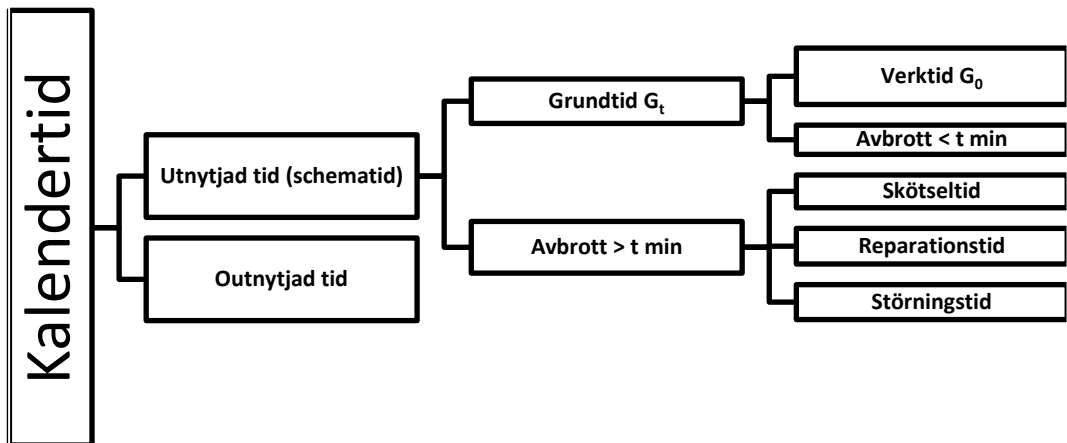 Kalendertid
Utnytjad tid (schematid)
Outnytjad tid
Grundtid Gt
Avbrott > t min
Verktid G0
Avbrott < t min
Skötseltid
Reparationstid
Störningstid